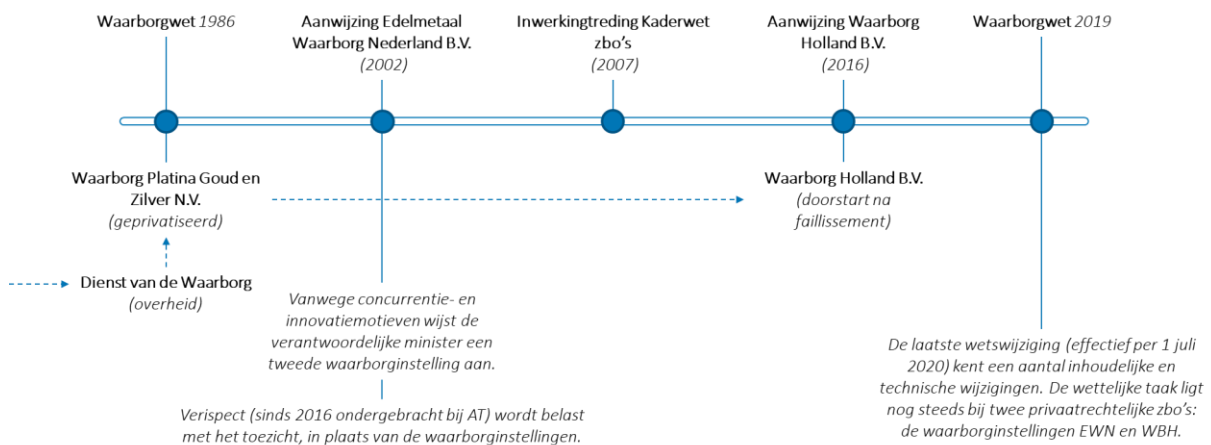 Waarborgwet 1986
Aanwijzing Edelmetaal
Waarborg Nederland B.V.
(2002)
Inwerkingtreding Kaderwet
zbo's
(2007)
Aanwijzing Waarborg
Holland B.V.
(2016)
Waarborgwet 2019
Waarborg Platina Goud en
Zilver N.V.
(geprivatiseerd)
Waarborg Holland B.V.
(doorstart na
faillissement)
Dienst van de Waarborg
(overheid)
Vanwege concurrentie- en
innovatiemotieven wijst de
verantwoordelijke minister een
tweede waarborginstelling aan.
Verispect (sinds 2016 ondergebracht bij AT) wordt belast
met het toezicht, in plaats van de waarborginstellingen.
De laatste wetswijziging (effectief per 1 juli
2020) kent een aantal inhoudelijke en
technische wijzigingen. De wettelijke taak ligt
nog steeds bij twee privaatrechtelijke zbo's:
de waarborginstellingen EWN en WBH.